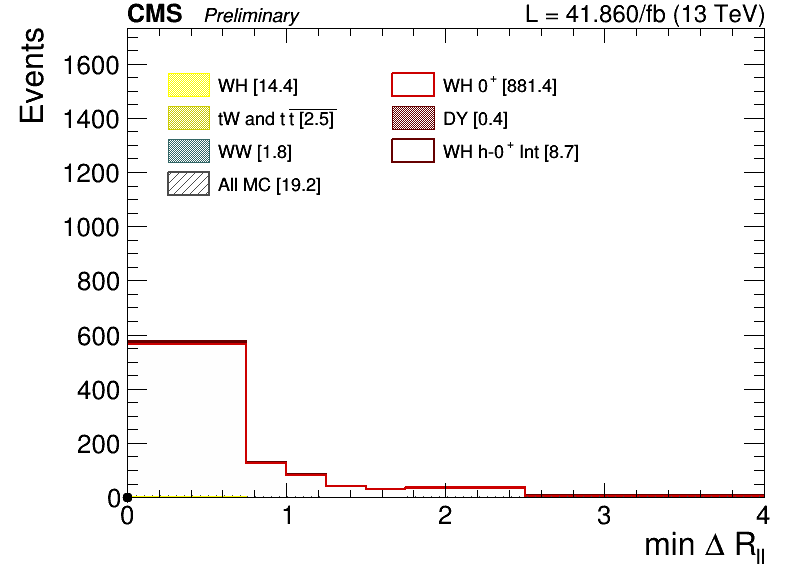 CMS Preliminary L = 41.860/fb (13 TeV)
Events
1600
1400
1200
1000
800
600
400
200
0
WH [14.4]
WH 0+ [881.4]
tW and t t [2.5]
DY [0.4]
WW [1.8]
WH h-0+ Int [8.7]
All MC [19.2]
0 1 2 3 4
min Δ R_ll